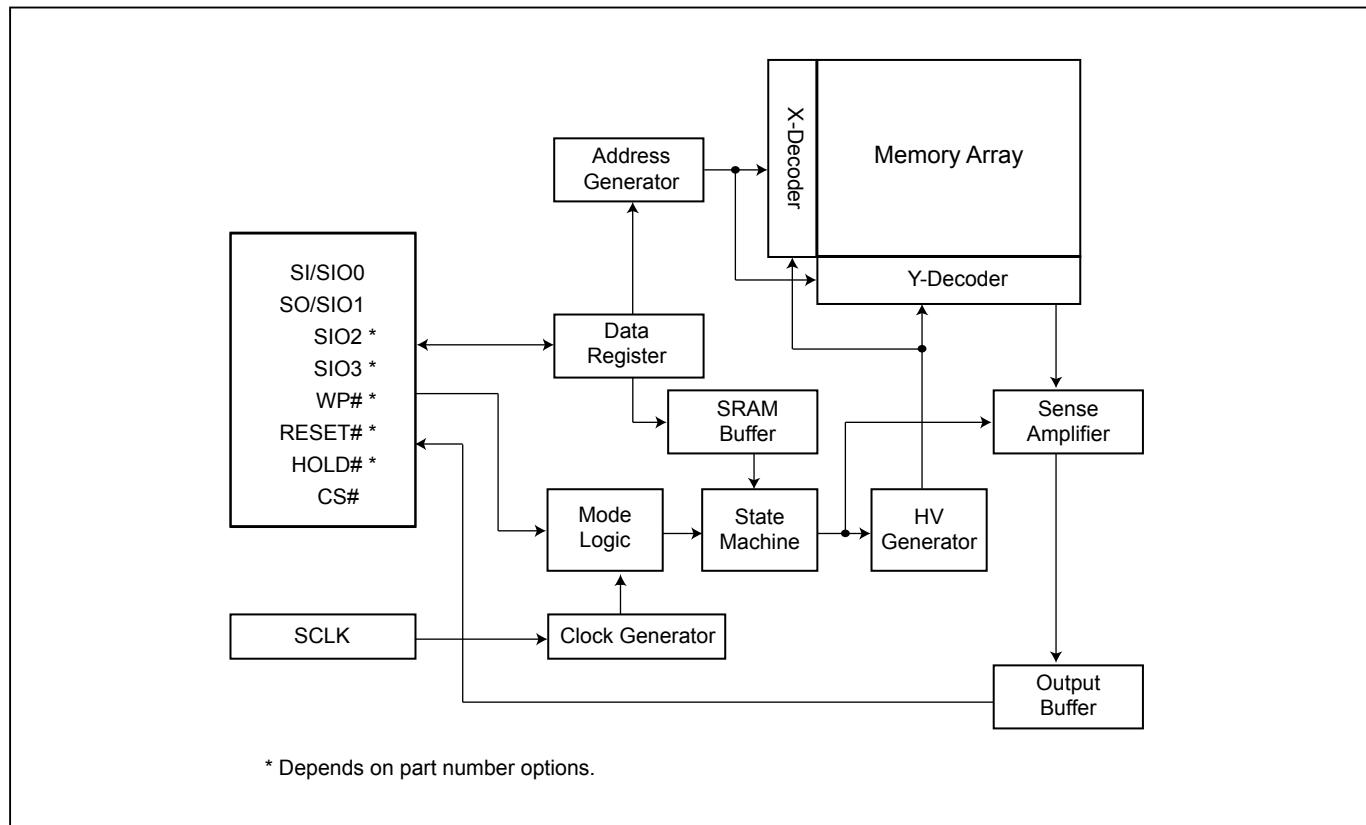 X-Decoder
Memory Array
Address
Generator
Y-Decoder
SI/SIO0
SO/SIO1
SIO2 *
SIO3 *
WP# *
RESET# *
HOLD# *
CS#
Data
Register
SRAM
Buffer
Sense
Amplifier
Mode
Logic
State
Machine
HV
Generator
SCLK
Clock Generator
Output
Buffer
* Depends on part number options.